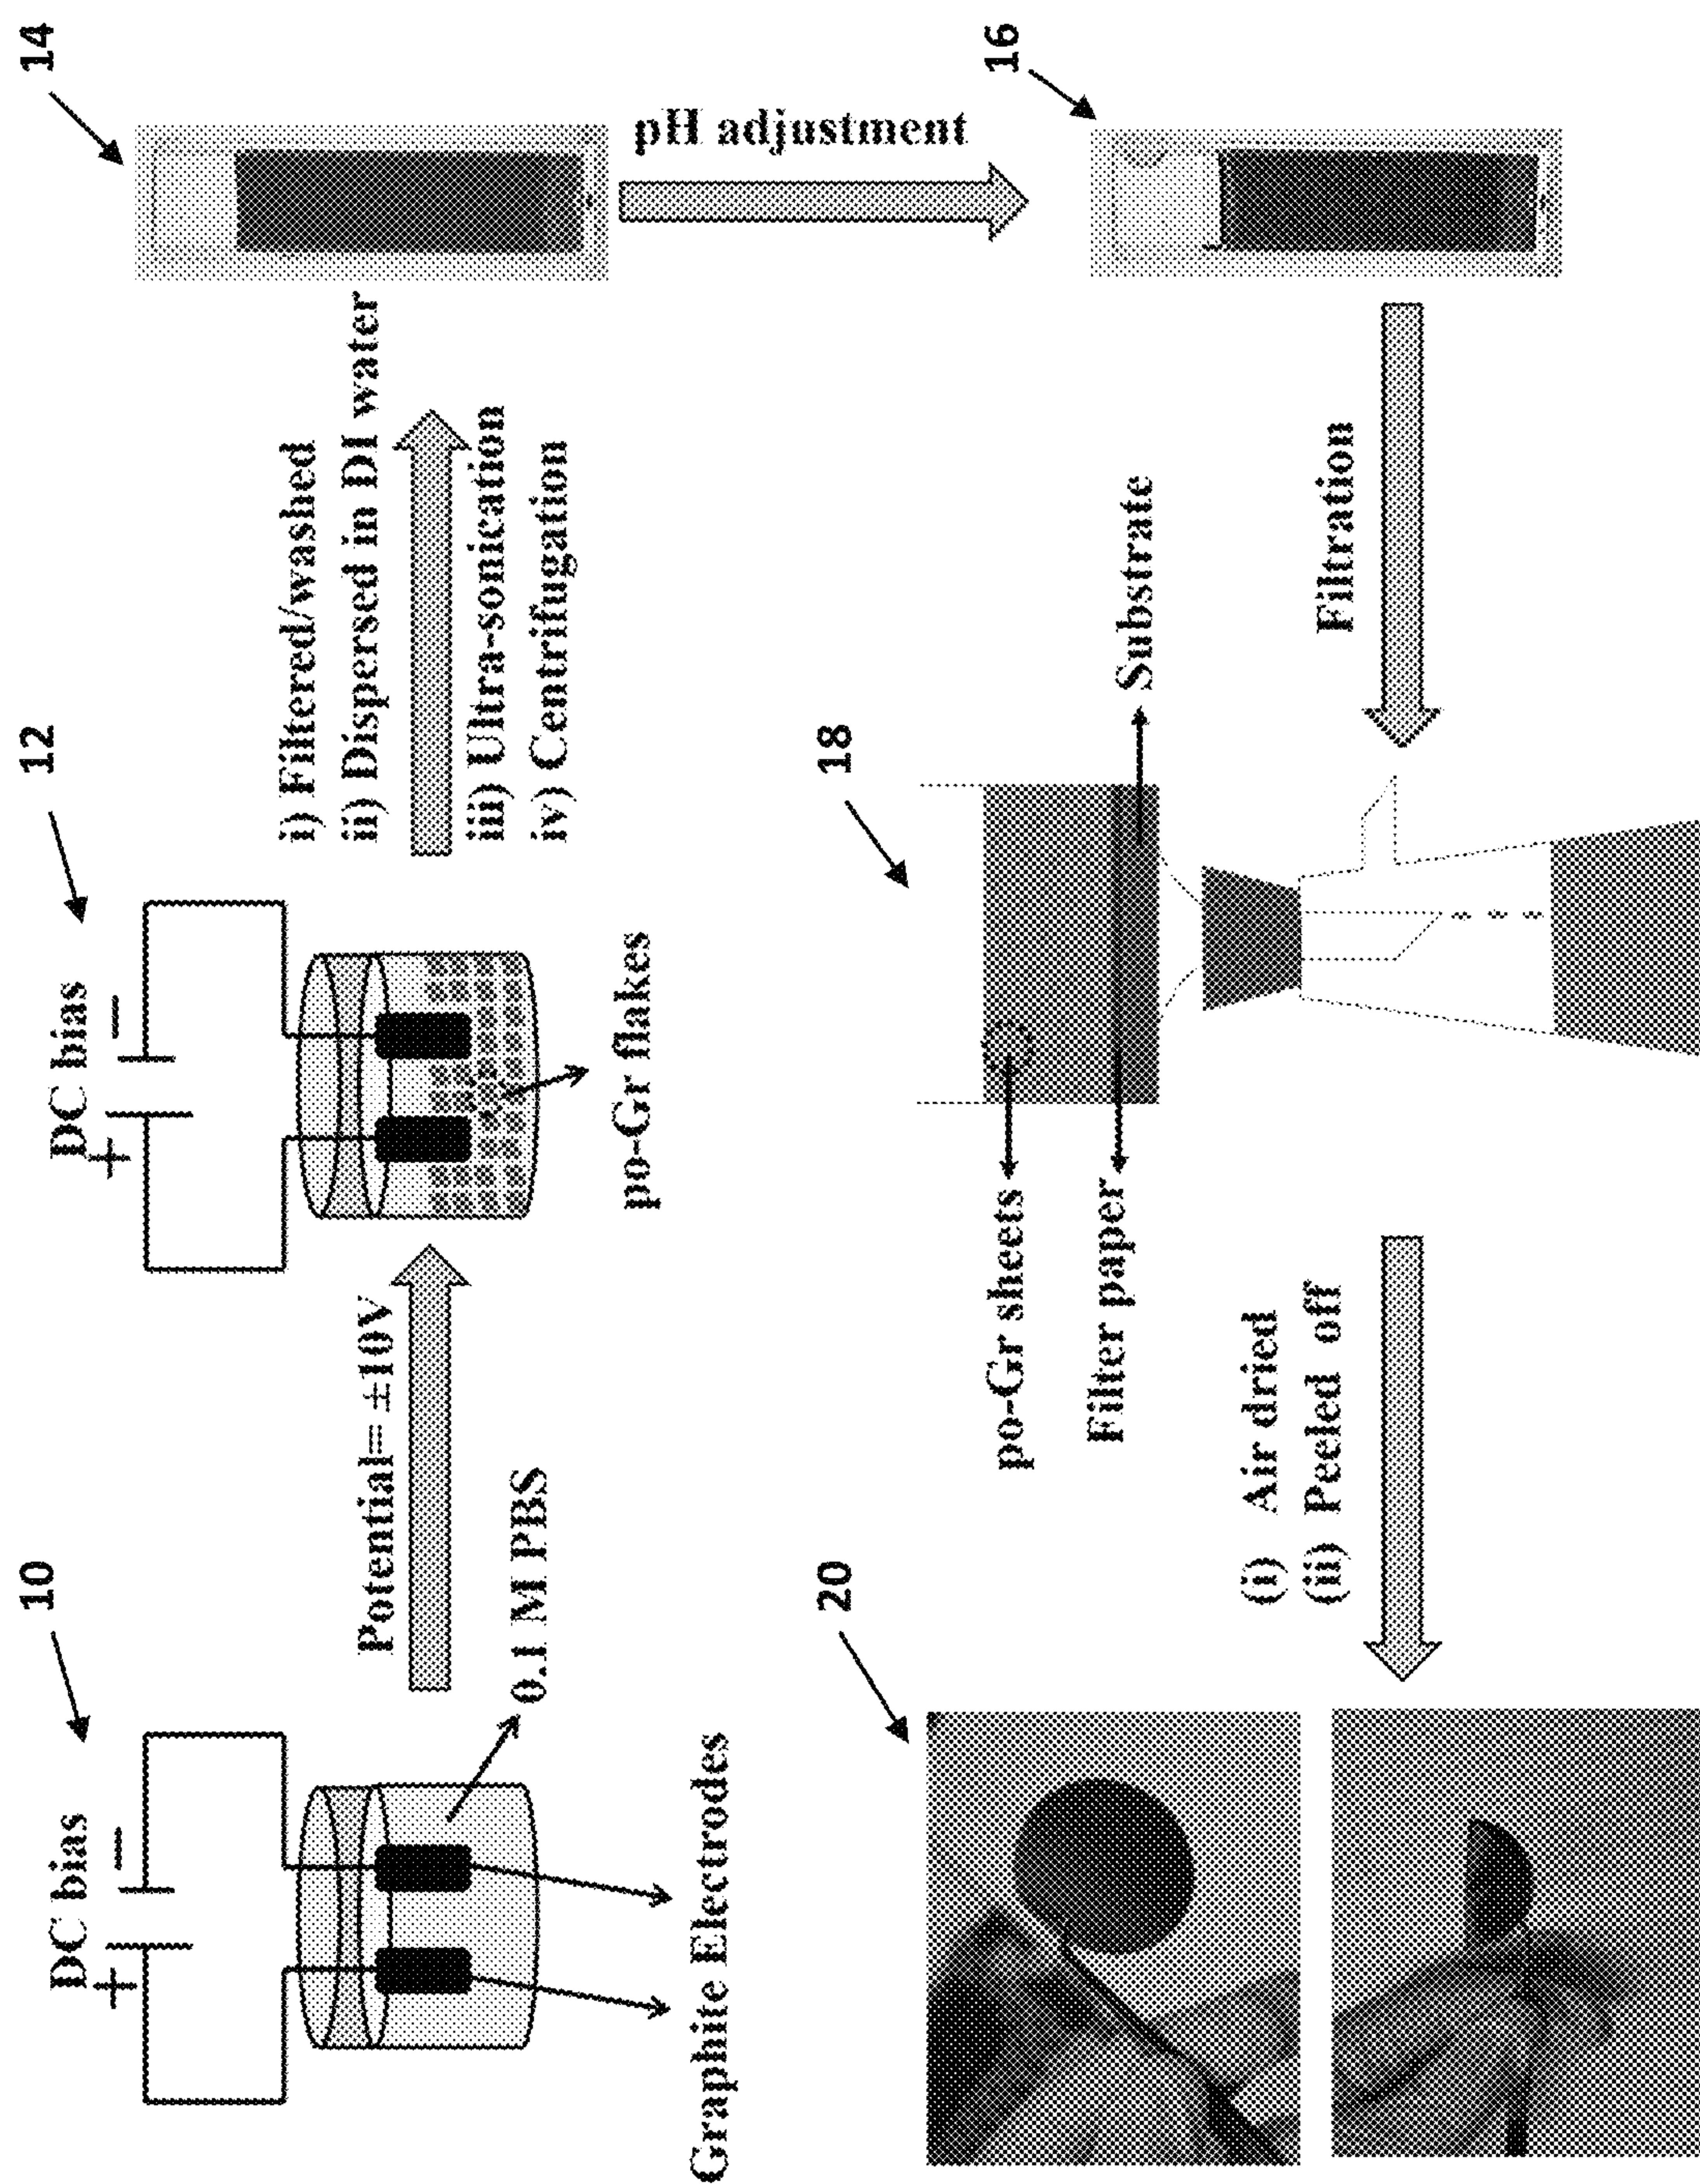 10
DC bias
+
−
0.1 M PBS
Graphite Electrodes
Potential= ±10V
12
DC bias
+
−
po-Gr flakes
i) Filtered/washed
ii) Dispersed in DI water
iii) Ultra-sonication
iv) Centrifugation
14
pH adjustment
16
Filtration
18
Substrate
po-Gr sheets
Filter paper
(i) Air dried
(ii) Peeled off
20